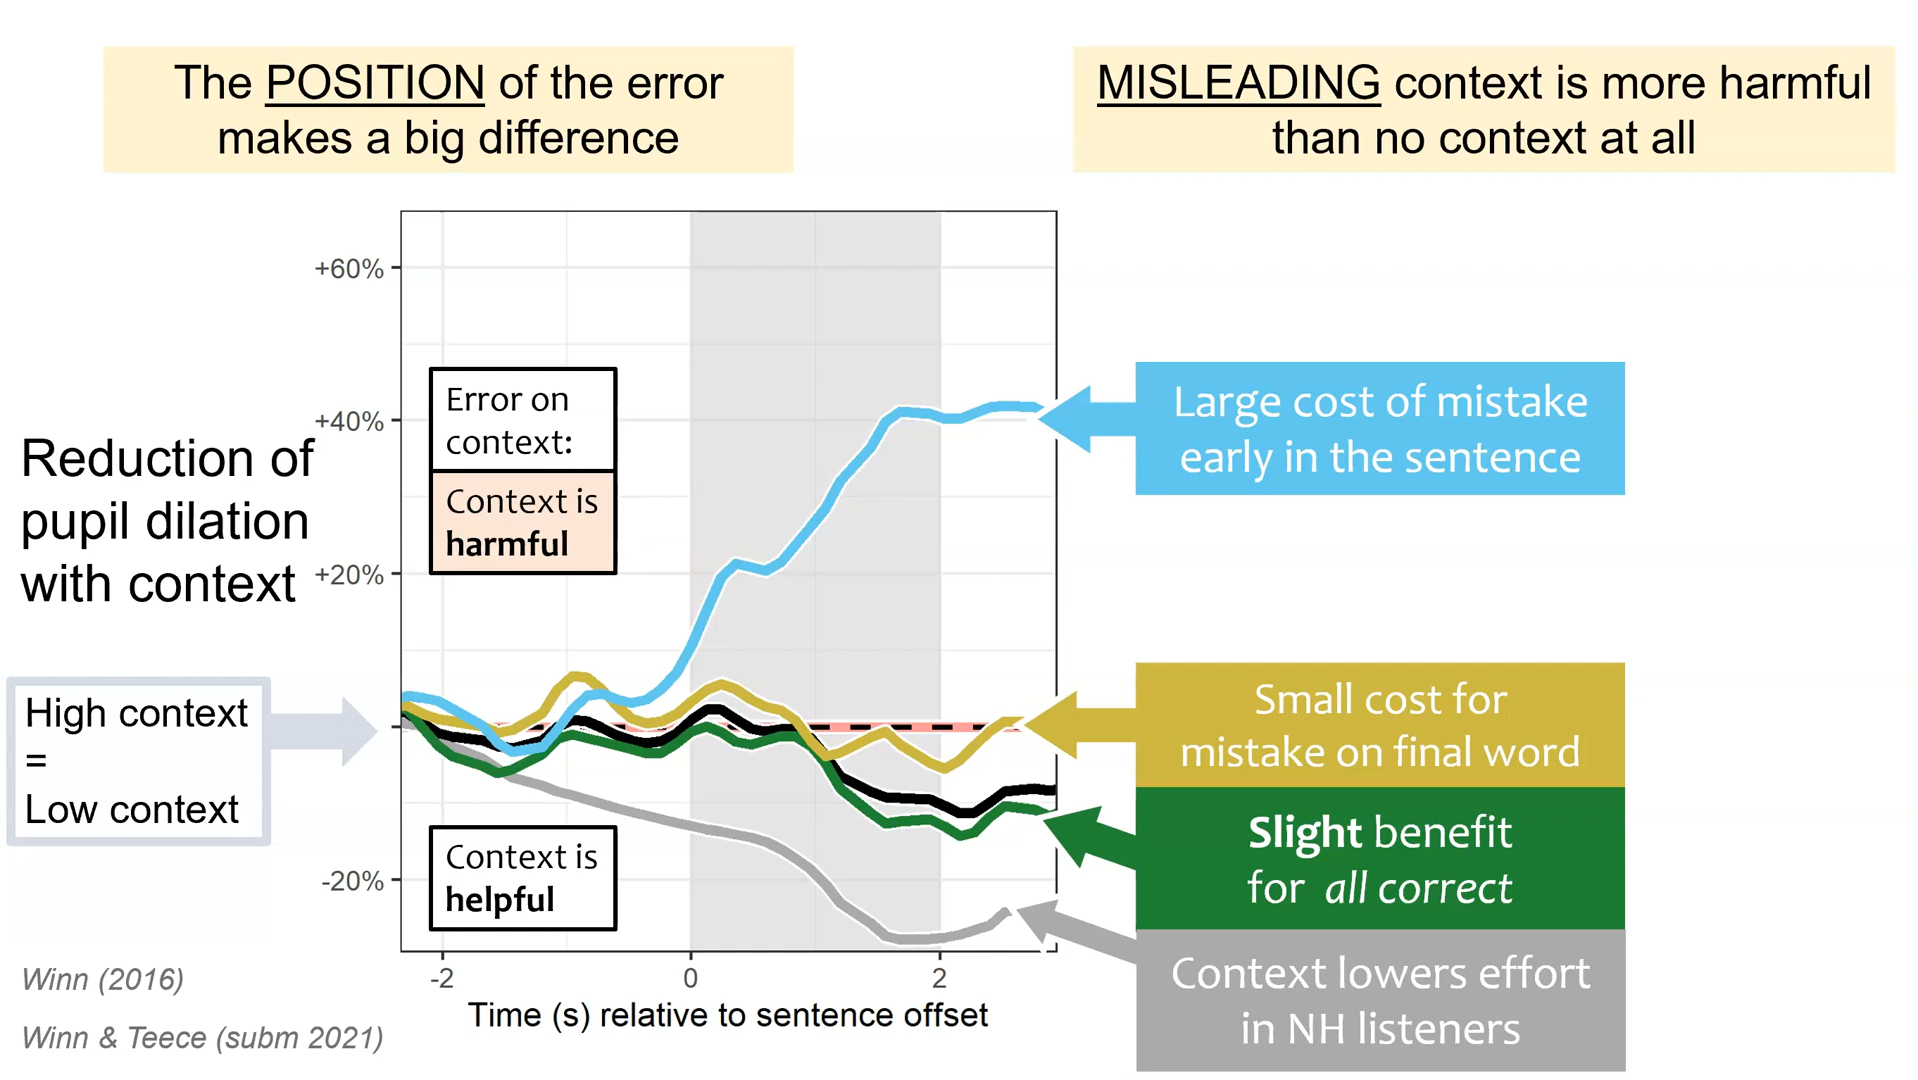 The POSITION of the error
makes a big difference
MISLEADING context is more harmful
than no context at all
+60%
+40%
+20%
-20%
Error on
context:
Context is
harmful
Reduction of
pupil dilation
with context
High context
=
Low context
Context is
helpful
Large cost of mistake
early in the sentence
Small cost for
mistake on final word
Slight benefit
for all correct
Context lowers effort
in NH listeners
-2
0
2
Time (s) relative to sentence offset
Winn (2016)
Winn & Teece (subm 2021)